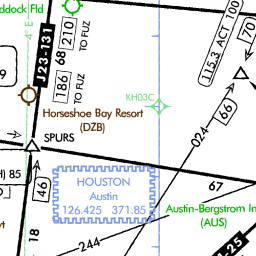 ddock Fld
4° E
J23-131
68
210
TO FUZ
186
TO FUZ
115.3 ACT 100
70
9
KH03C
66
Horseshoe Bay Resort
(DZB)
024
SPURS
H) 85
46
HOUSTON
Austin
126.425 371.85
67
Austin-Bergstrom In
(AUS)
18
244
-25